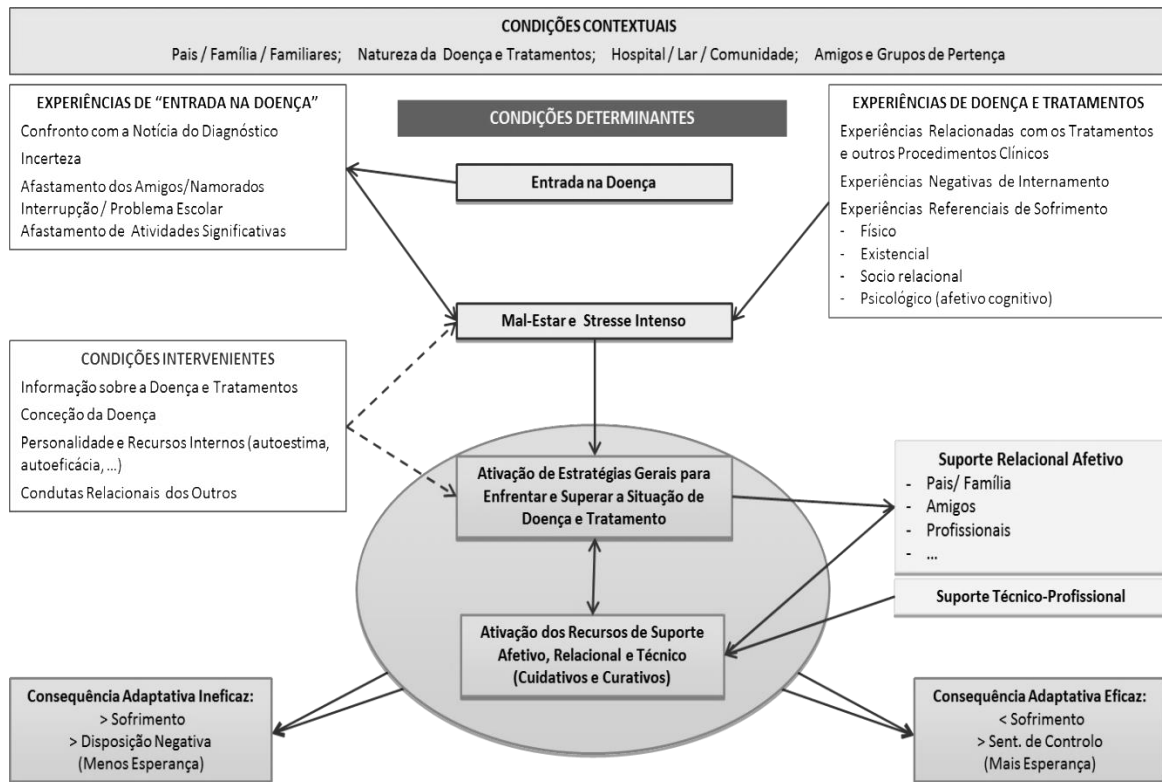 CONDIÇÕES CONTEXTUAIS
Pais / Família / Familiares; Natureza da Doença e Tratamentos; Hospital / Lar / Comunidade; Amigos e Grupos de Pertença
EXPERIÊNCIAS DE “ENTRADA NA DOENÇA”
Confronto com a Notícia do Diagnóstico
Incerteza
Afastamento dos Amigos/Namorados
Interrupção / Problema Escolar
Afastamento de Atividades Significativas
CONDIÇÕES DETERMINANTES
Entrada na Doença
EXPERIÊNCIAS DE DOENÇA E TRATAMENTOS
Experiências Relacionadas com os Tratamentos
e outros Procedimentos Clínicos
Experiências Negativas de Internamento
Experiências Referenciais de Sofrimento
- Físico
- Existencial
- Socio relacional
- Psicológico (afetivo cognitivo)
Mal-Estar e Stresse Intenso
CONDIÇÕES INTERVENIENTES
Informação sobre a Doença e Tratamentos
Conceção da Doença
Personalidade e Recursos Internos (autoestima,
autoeficácia, ...)
Condutas Relacionais dos Outros
Ativação de Estratégias Gerais para
Enfrentar e Superar a Situação de
Doença e Tratamento
Suporte Relacional Afetivo
- Pais/ Família
- Amigos
- Profissionais
- ...
Suporte Técnico-Profissional
Ativação dos Recursos de Suporte
Afetivo, Relacional e Técnico
(Cuidativos e Curativos)
Consequência Adaptativa Ineficaz:
> Sofrimento
> Disposição Negativa
(Menos Esperança)
Consequência Adaptativa Eficaz:
< Sofrimento
> Sent. de Controlo
(Mais Esperança)